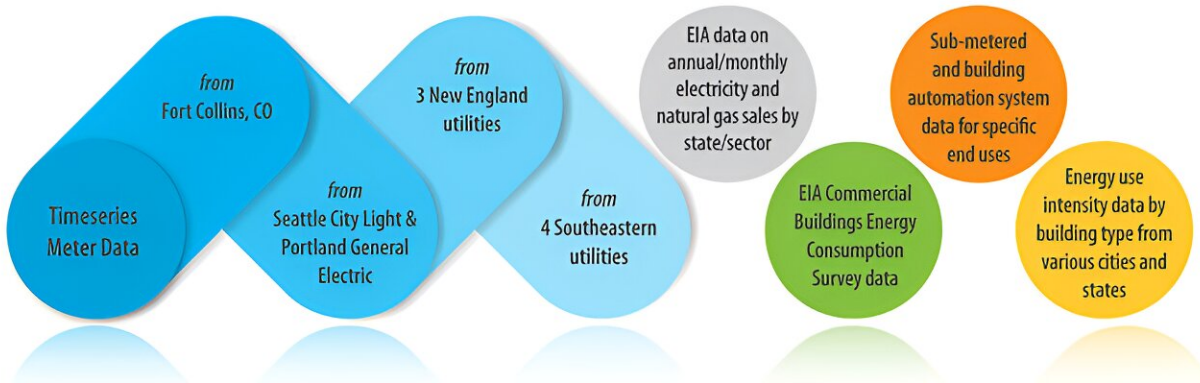 Timeseries
Meter Data
from
Fort Collins, CO
from
Seattle City Light &
Portland General
Electric
from
3 New England
utilities
from
4 Southeastern
utilities
EIA data on
annual/monthly
electricity and
natural gas sales by
state/sector
EIA Commercial
Buildings Energy
Consumption
Survey data
Sub-metered
and building
automation system
data for specific
end uses
Energy use
intensity data by
building type from
various cities and
states